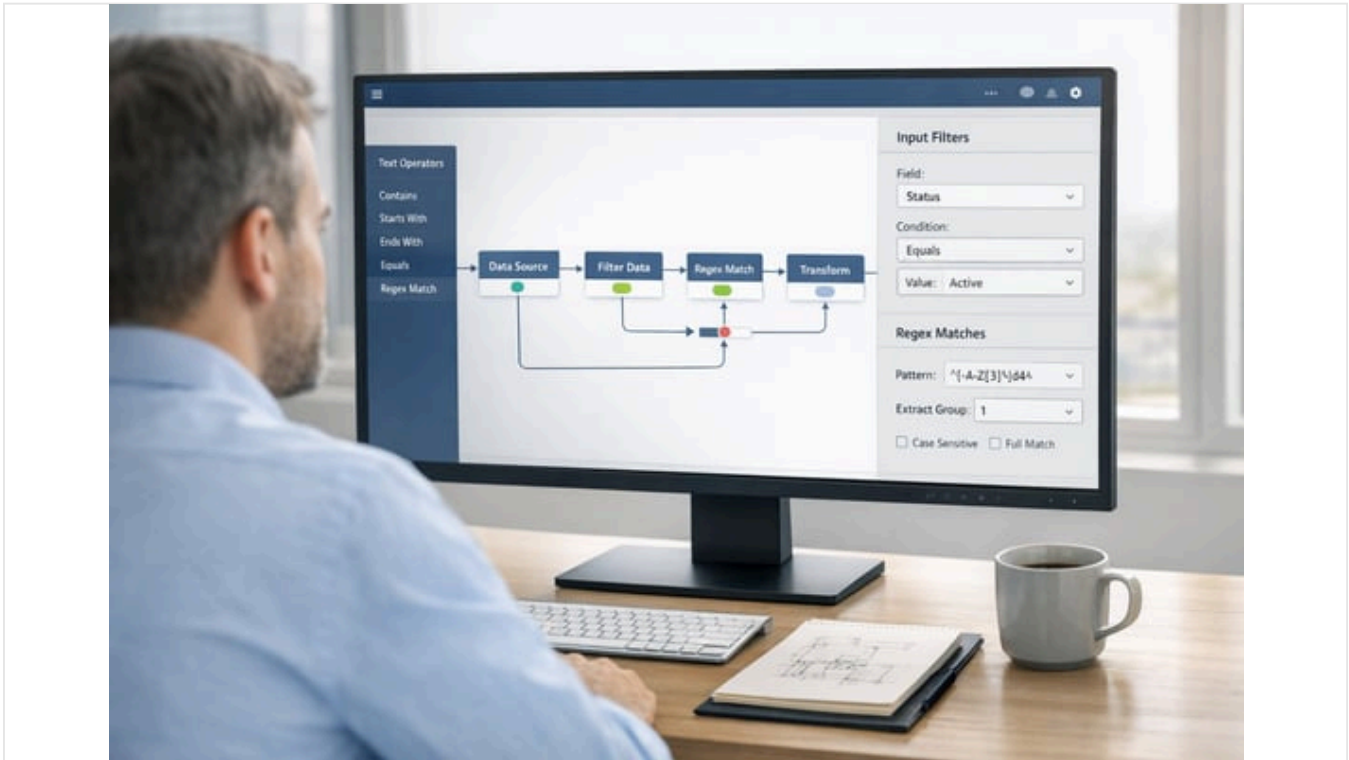 Text Operators
Contains
Starts With
Ends With
Equals
Regex Match
Data Source
Filter Data
Regex Match
Transform
Input Filters
Field:
Status
Condition:
Equals
Value: Active
Regex Matches
Pattern:
Extract Group: 1
Case Sensitive
Full Match